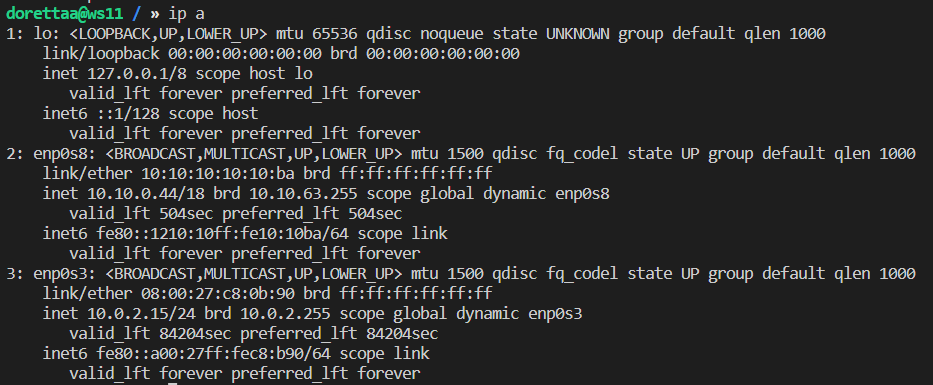 dorettaa@ws11 / » ip a
1: lo: <LOOPBACK,UP,LOWER_UP> mtu 65536 qdisc noqueue state UNKNOWN group default qlen 1000
    link/loopback 00:00:00:00:00:00 brd 00:00:00:00:00:00
    inet 127.0.0.1/8 scope host lo
       valid_lft forever preferred_lft forever
    inet6 ::1/128 scope host
       valid_lft forever preferred_lft forever
2: enp0s8: <BROADCAST,MULTICAST,UP,LOWER_UP> mtu 1500 qdisc fq_codel state UP group default qlen 1000
    link/ether 10:10:10:10:10:ba brd ff:ff:ff:ff:ff:ff
    inet 10.10.0.44/18 brd 10.10.63.255 scope global dynamic enp0s8
       valid_lft 504sec preferred_lft 504sec
    inet6 fe80::1210:10ff:fe10:10ba/64 scope link
       valid_lft forever preferred_lft forever
3: enp0s3: <BROADCAST,MULTICAST,UP,LOWER_UP> mtu 1500 qdisc fq_codel state UP group default qlen 1000
    link/ether 08:00:27:c8:0b:90 brd ff:ff:ff:ff:ff:ff
    inet 10.0.2.15/24 brd 10.0.2.255 scope global dynamic enp0s3
       valid_lft 84204sec preferred_lft 84204sec
    inet6 fe80::a00:27ff:fec8:b90/64 scope link
       valid_lft forever preferred_lft forever